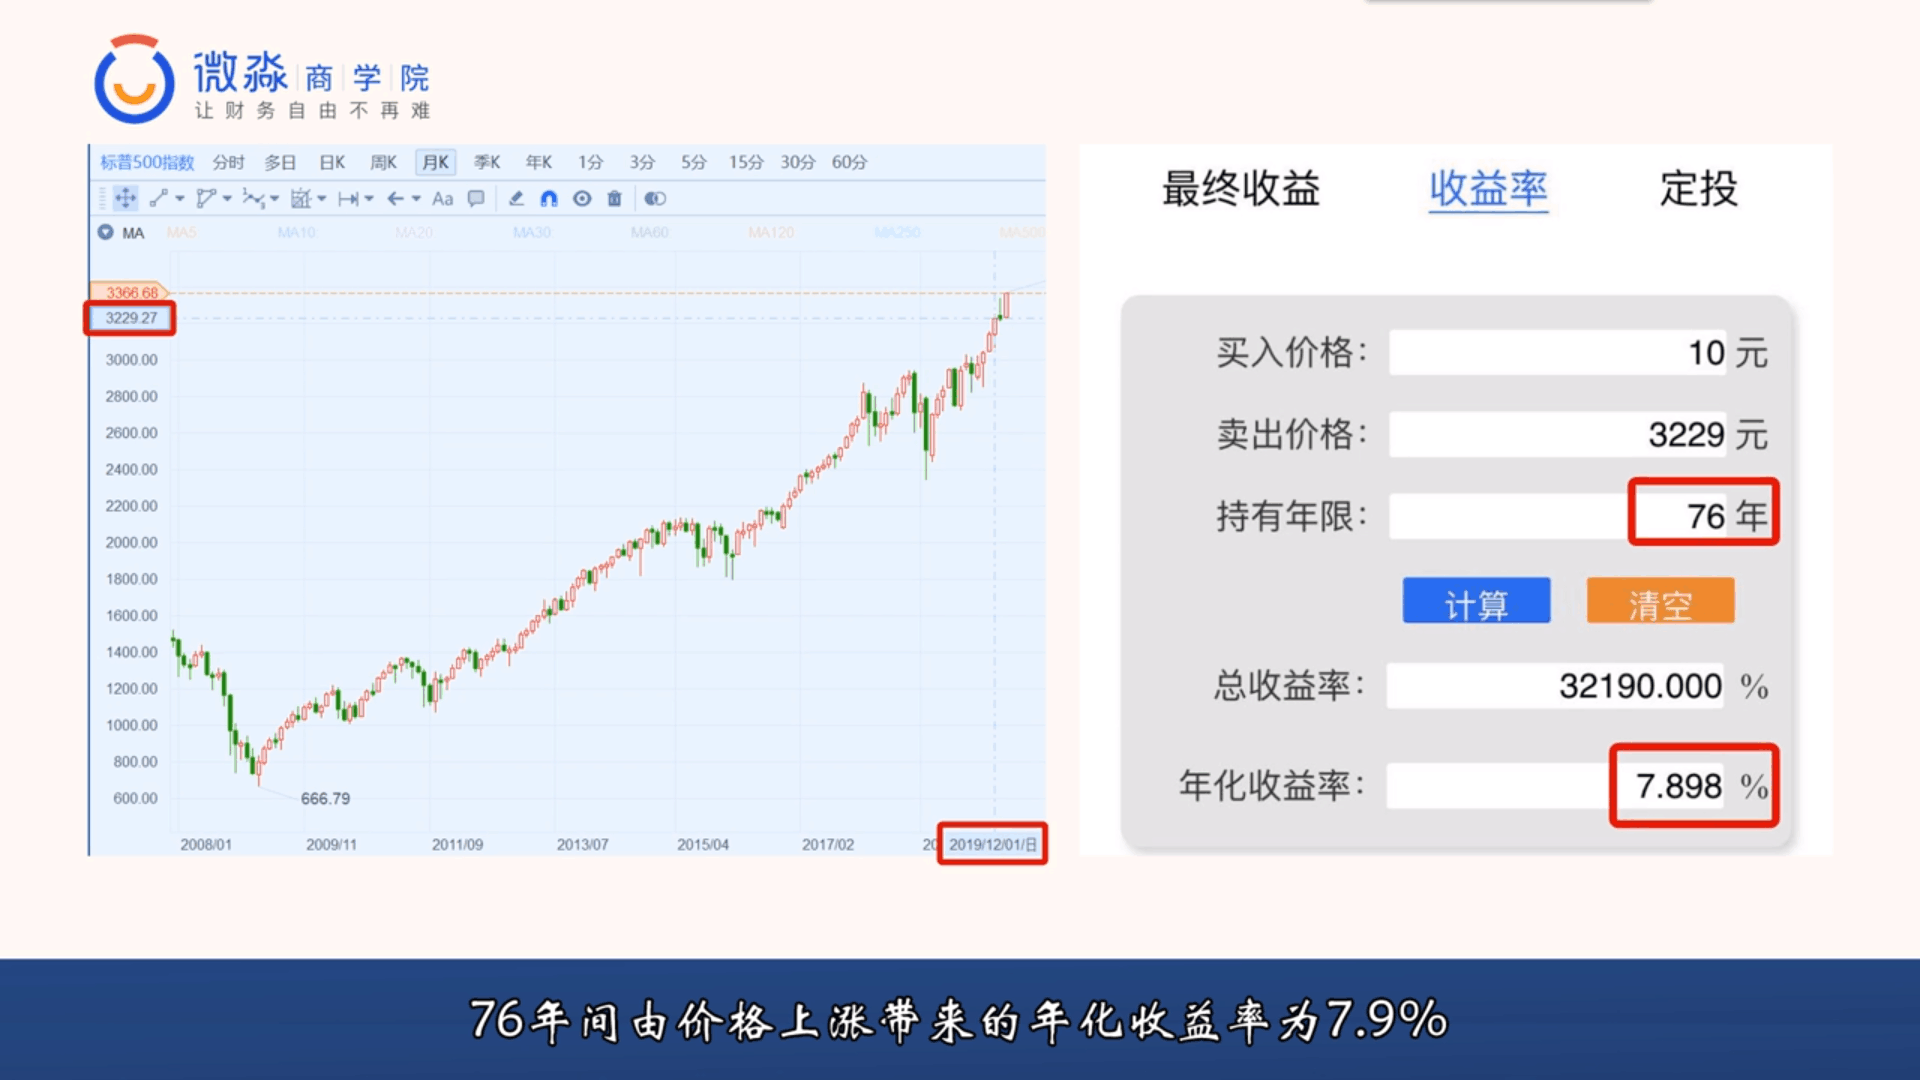 微淼 商 学 院
让财务自由不再难
标普500指数 分时 多日 日K 周K 月K 季K 年K 1分 3分 5分 15分 30分 60分
Aa
MA MA5 MA10 MA20 MA30 MA60 MA120 MA250 MA500
3366.68
3229.27
3000.00
2800.00
2600.00
2400.00
2200.00
2000.00
1800.00
1600.00
1400.00
1200.00
1000.00
800.00
600.00
666.79
2008/01 2009/11 2011/09 2013/07 2015/04 2017/02 20 2019/12/01/日
最终收益 收益率 定投
买入价格： 10 元
卖出价格： 3229 元
持有年限： 76 年
计算 清空
总收益率： 32190.000 %
年化收益率： 7.898 %
76年间由价格上涨带来的年化收益率为7.9%